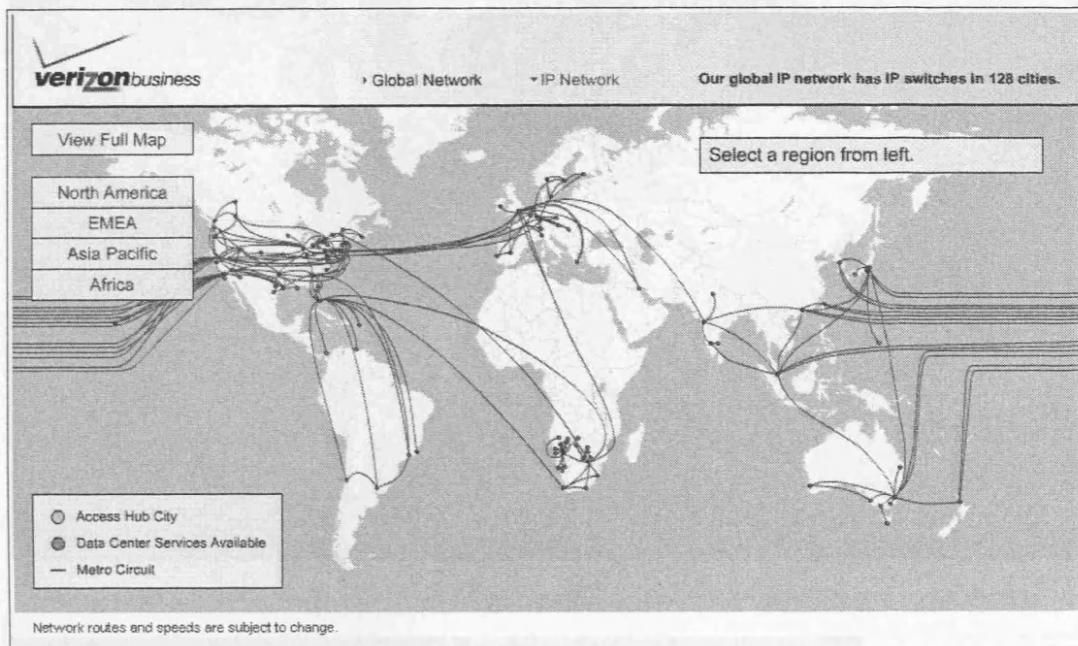 verizonbusiness
Global Network
IP Network
Our global IP network has IP switches in 128 cities.
View Full Map
Select a region from left.
North America
EMEA
Asia Pacific
Africa
Access Hub City
Data Center Services Available
Metro Circuit
Network routes and speeds are subject to change.